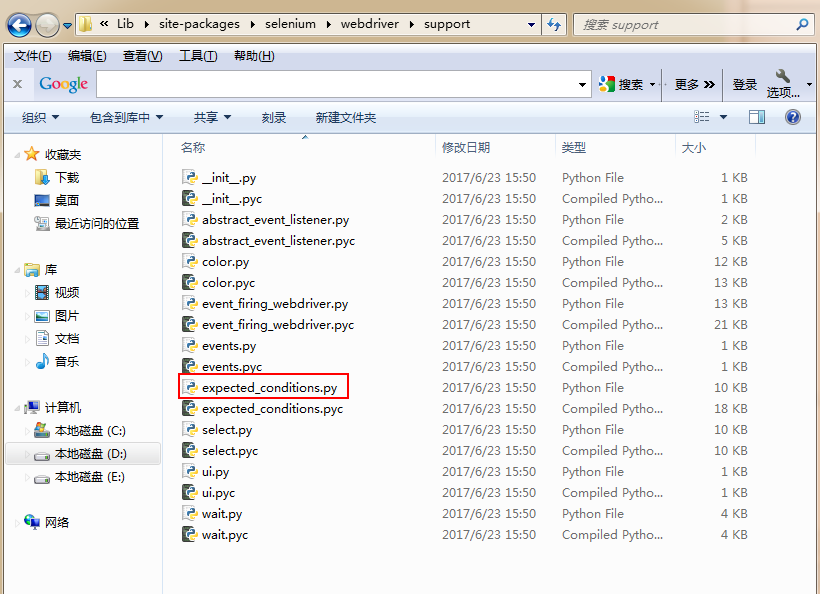 « Lib ▸ site-packages ▸ selenium ▸ webdriver ▸ support
搜索 support
文件(F) 编辑(E) 查看(V) 工具(T) 帮助(H)
x Google 搜索 更多 » 登录 选项...
组织 包含到库中 共享 刻录 新建文件夹
名称 修改日期 类型 大小
收藏夹
下载
桌面
最近访问的位置
库
视频
图片
文档
音乐
计算机
本地磁盘 (C:)
本地磁盘 (D:)
本地磁盘 (E:)
网络
__init__.py 2017/6/23 15:50 Python File 1 KB
__init__.pyc 2017/6/23 15:50 Compiled Pytho... 1 KB
abstract_event_listener.py 2017/6/23 15:50 Python File 2 KB
abstract_event_listener.pyc 2017/6/23 15:50 Compiled Pytho... 5 KB
color.py 2017/6/23 15:50 Python File 12 KB
color.pyc 2017/6/23 15:50 Compiled Pytho... 13 KB
event_firing_webdriver.py 2017/6/23 15:50 Python File 13 KB
event_firing_webdriver.pyc 2017/6/23 15:50 Compiled Pytho... 21 KB
events.py 2017/6/23 15:50 Python File 1 KB
events.pyc 2017/6/23 15:50 Compiled Pytho... 1 KB
expected_conditions.py 2017/6/23 15:50 Python File 10 KB
expected_conditions.pyc 2017/6/23 15:50 Compiled Pytho... 18 KB
select.py 2017/6/23 15:50 Python File 10 KB
select.pyc 2017/6/23 15:50 Compiled Pytho... 10 KB
ui.py 2017/6/23 15:50 Python File 1 KB
ui.pyc 2017/6/23 15:50 Compiled Pytho... 1 KB
wait.py 2017/6/23 15:50 Python File 4 KB
wait.pyc 2017/6/23 15:50 Compiled Pytho... 4 KB